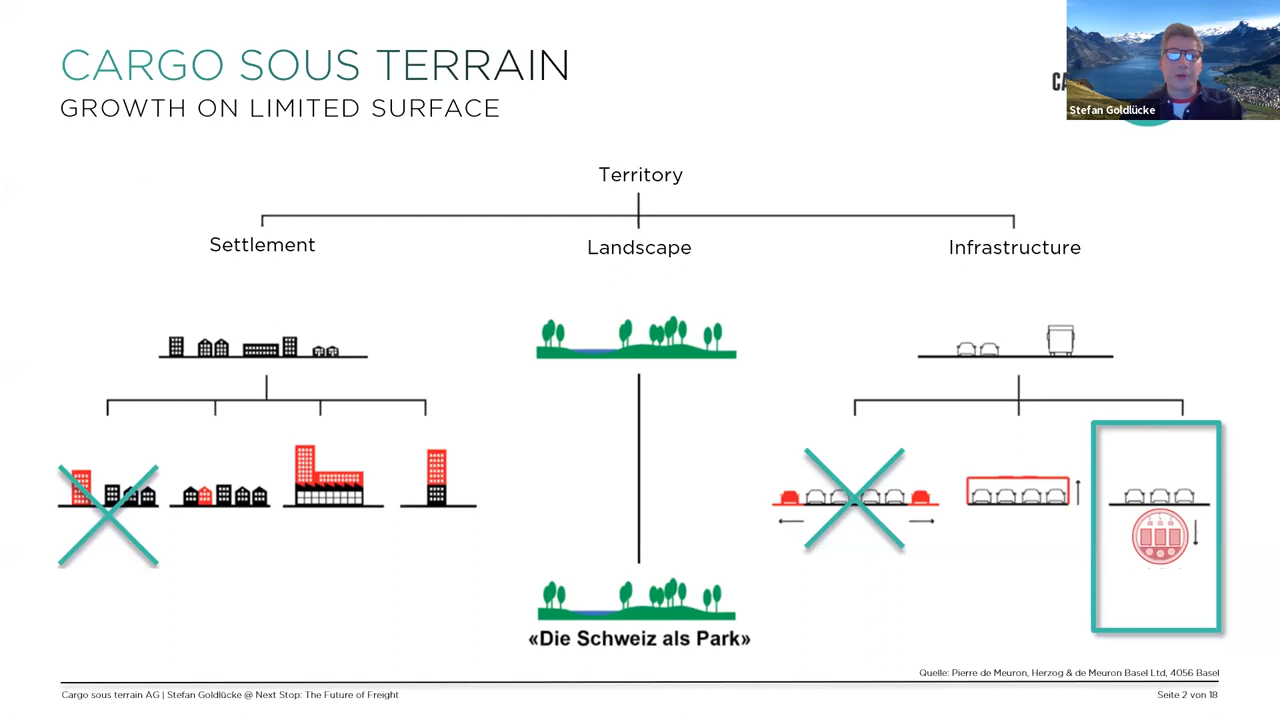 CARGO SOUS TERRAIN
GROWTH ON LIMITED SURFACE
CA
Stefan Goldlücke
Territory
Settlement
Landscape
Infrastructure
«Die Schweiz als Park»
Quelle: Pierre de Meuron, Herzog & de Meuron Basel Ltd, 4056 Basel
Cargo sous terrain AG | Stefan Goldlücke @ Next Stop: The Future of Freight
Seite 2 von 18